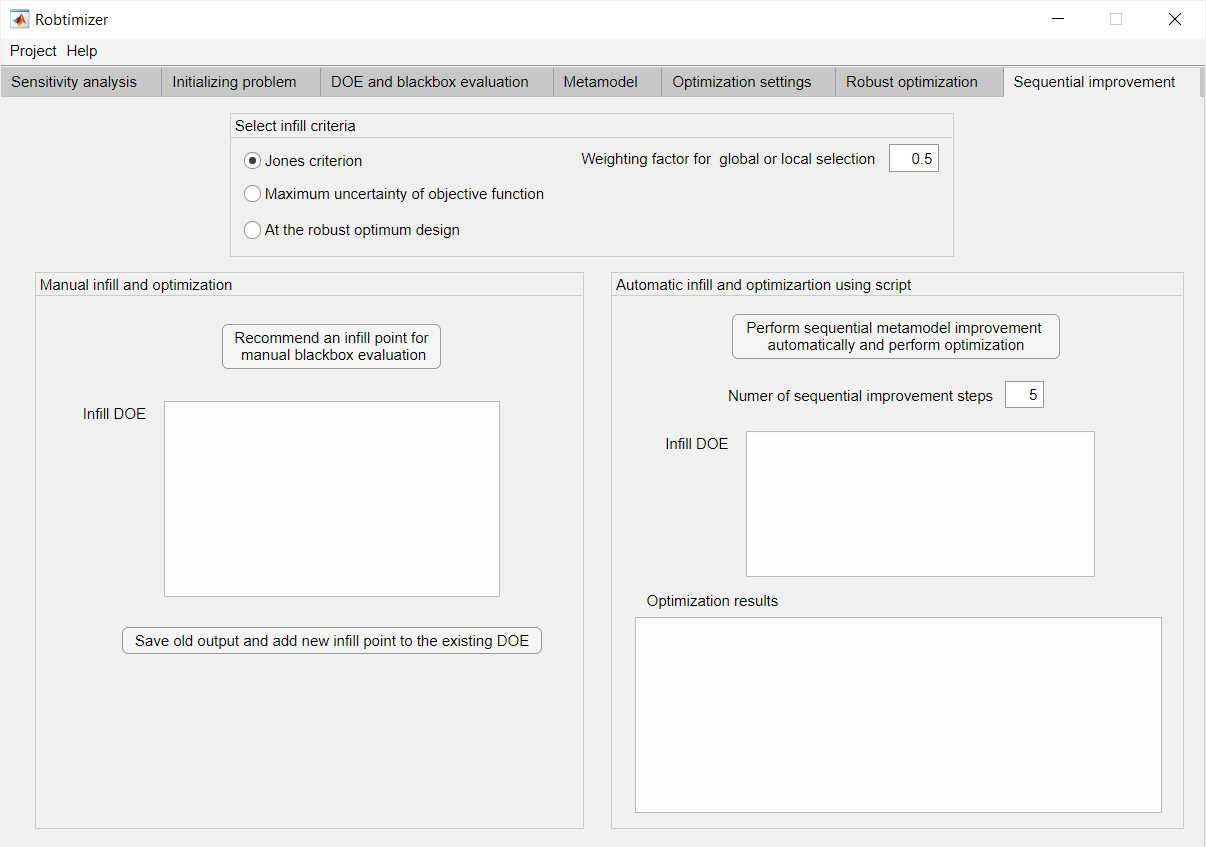 Robtimizer
Project Help
Sensitivity analysis Initializing problem DOE and blackbox evaluation Metamodel Optimization settings Robust optimization Sequential improvement
Select infill criteria
Jones criterion
Weighting factor for global or local selection 0.5
Maximum uncertainty of objective function
At the robust optimum design
Manual infill and optimization
Recommend an infill point for
manual blackbox evaluation
Infill DOE
Save old output and add new infill point to the existing DOE
Automatic infill and optimizartion using script
Perform sequential metamodel improvement
automatically and perform optimization
Numer of sequential improvement steps 5
Infill DOE
Optimization results